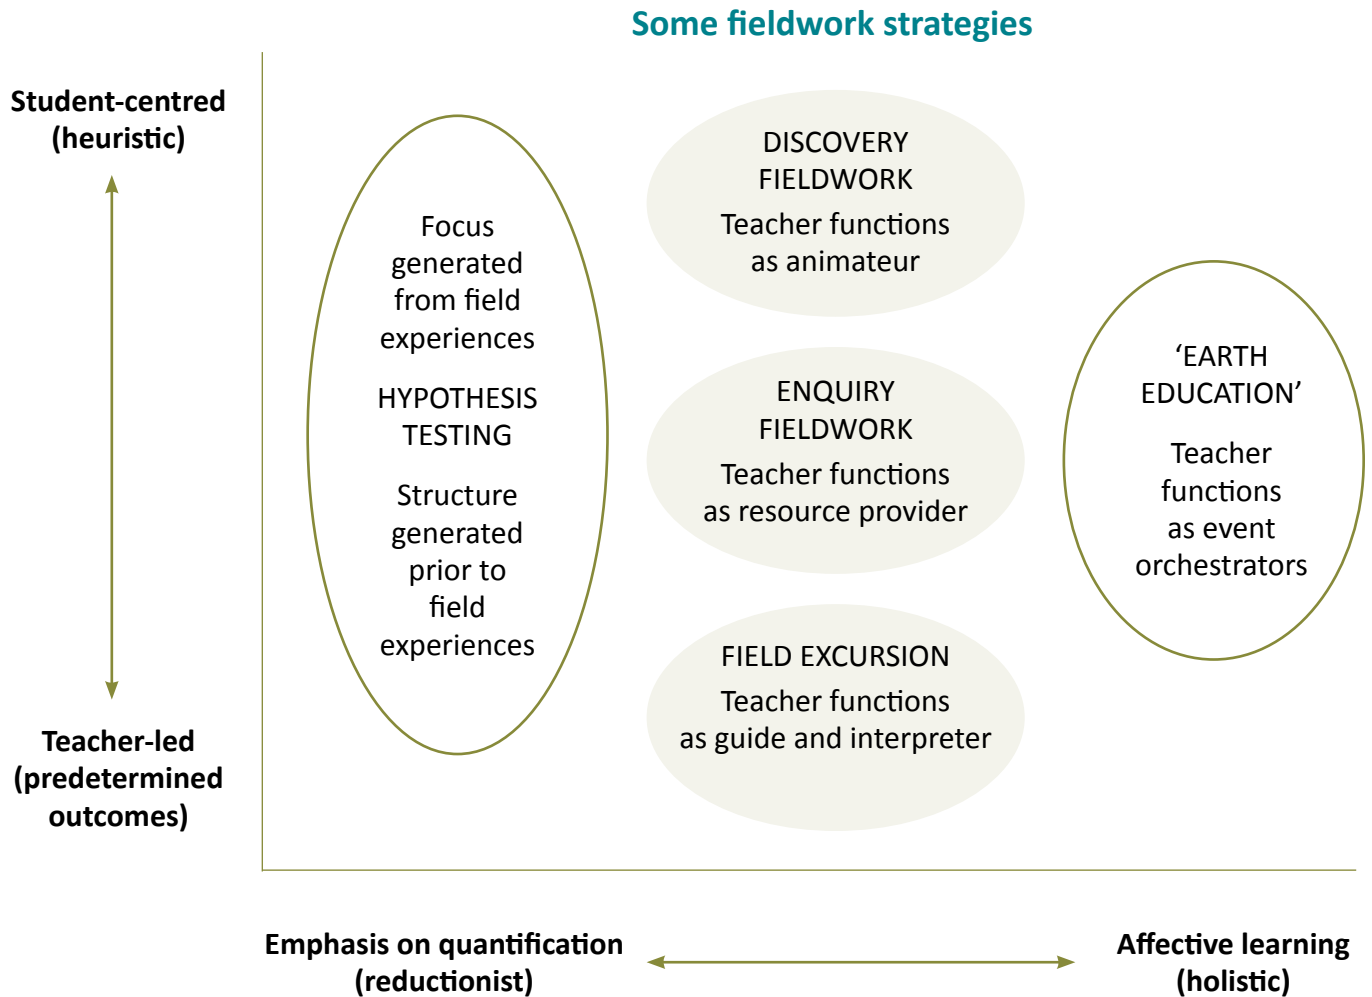 Some fieldwork strategies
Student-centred
(heuristic)
Teacher-led
(predetermined
outcomes)
Focus
generated
from field
experiences
HYPOTHESIS
TESTING
Structure
generated
prior to
field
experiences
DISCOVERY
FIELDWORK
Teacher functions
as animateur
ENQUIRY
FIELDWORK
Teacher functions
as resource provider
FIELD EXCURSION
Teacher functions
as guide and interpreter
‘EARTH
EDUCATION’
Teacher
functions
as event
orchestrators
Emphasis on quantification
(reductionist)
Affective learning
(holistic)